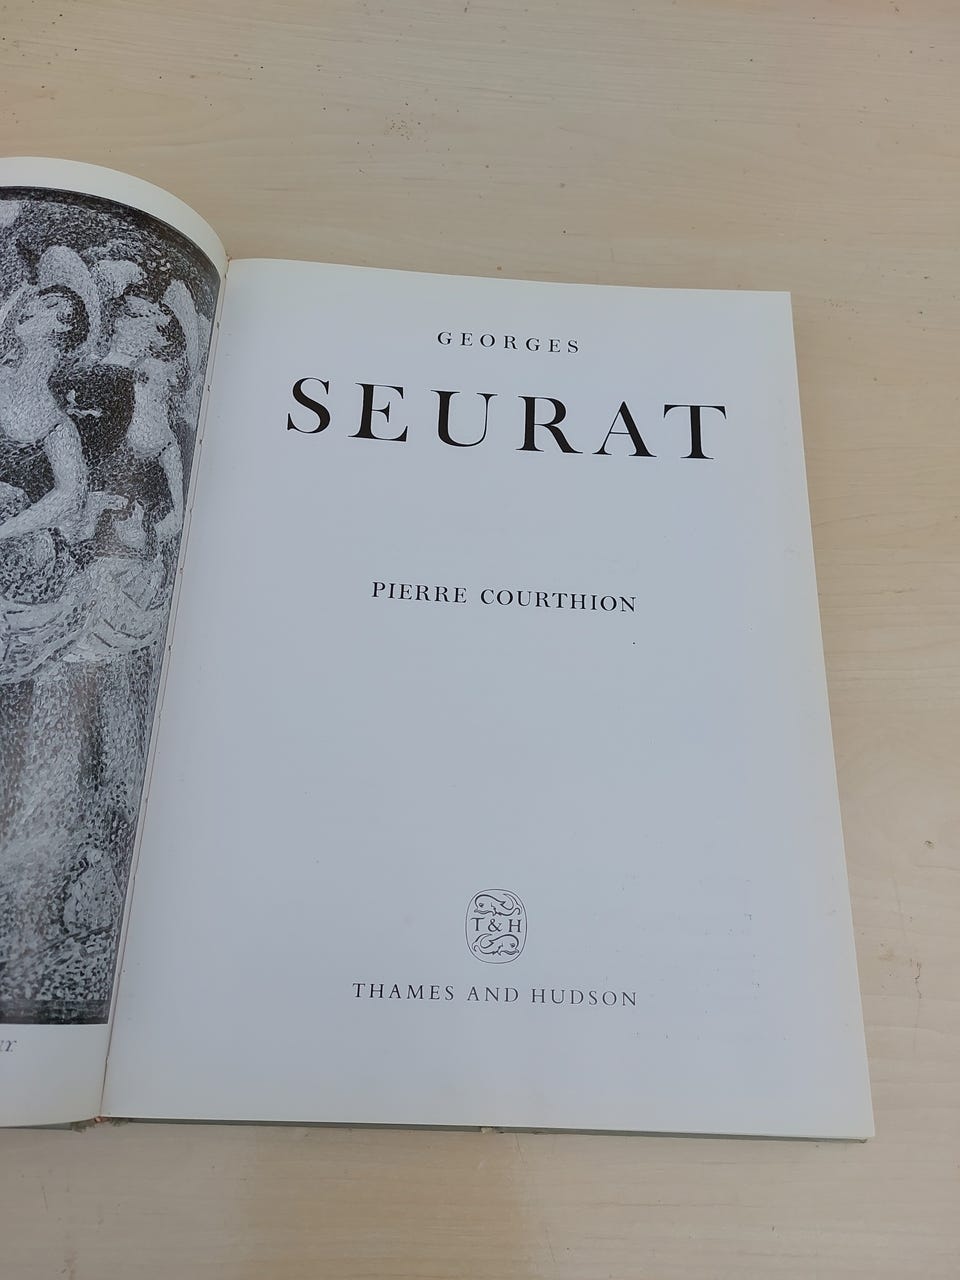 GEORGES
SEURAT
PIERRE COURTHION
T & H
THAMES AND HUDSON